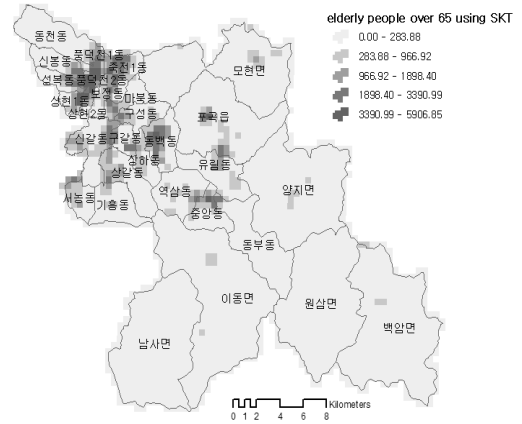 elderly people over 65 using SKT
0.00 - 283.88
283.88 - 966.92
966.92 - 1898.40
1898.40 - 3390.99
3390.99 - 5906.85
동천동
신봉동 풍덕천1동
죽전1동
성복동 풍덕천2동
모현면
보정동
상현1동 마북동
상현2동 구성동
포곡읍
신갈동 구갈동 동백동
상하동 유림동
상갈동
양지면
서농동 기흥동 역삼동
중앙동
동부동
이동면
원삼면
남사면
백암면
Kilometers
0 1 2 4 6 8